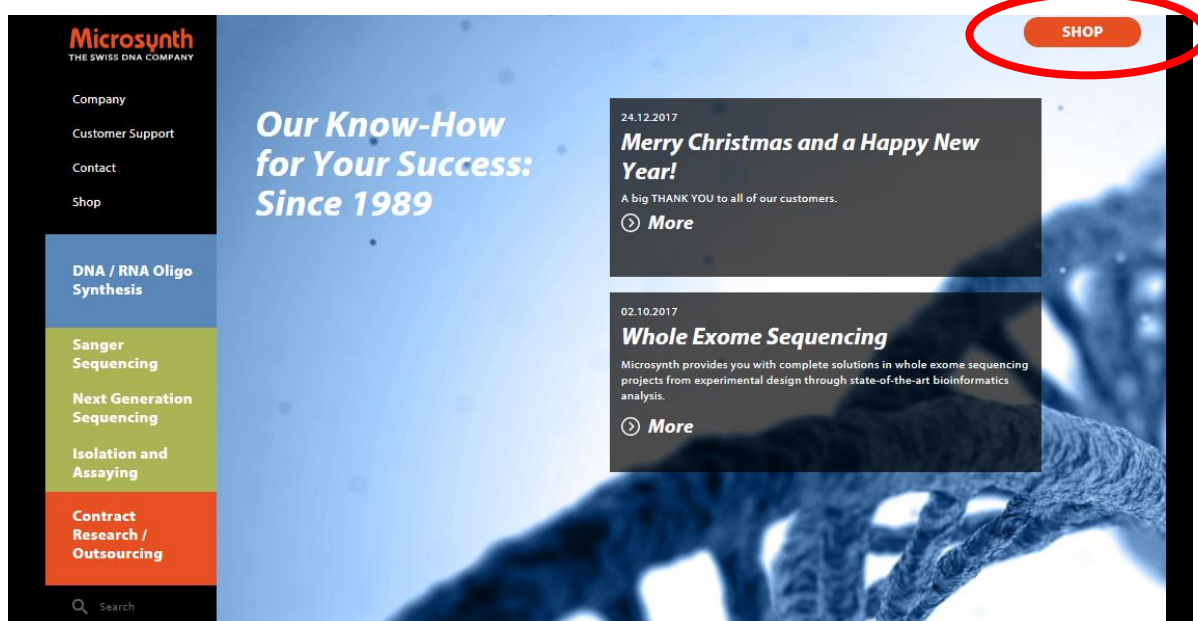 Microsynth
THE SWISS DNA COMPANY
Company
Customer Support
Contact
Shop
DNA / RNA Oligo
Synthesis
Sanger
Sequencing
Next Generation
Sequencing
Isolation and
Assaying
Contract
Research /
Outsourcing
Search
Our Know-How
for Your Success:
Since 1989
SHOP
24.12.2017
Merry Christmas and a Happy New
Year!
A big THANK YOU to all of our customers.
More
02.10.2017
Whole Exome Sequencing
Microsynth provides you with complete solutions in whole exome sequencing
projects from experimental design through state-of-the-art bioinformatics
analysis.
More